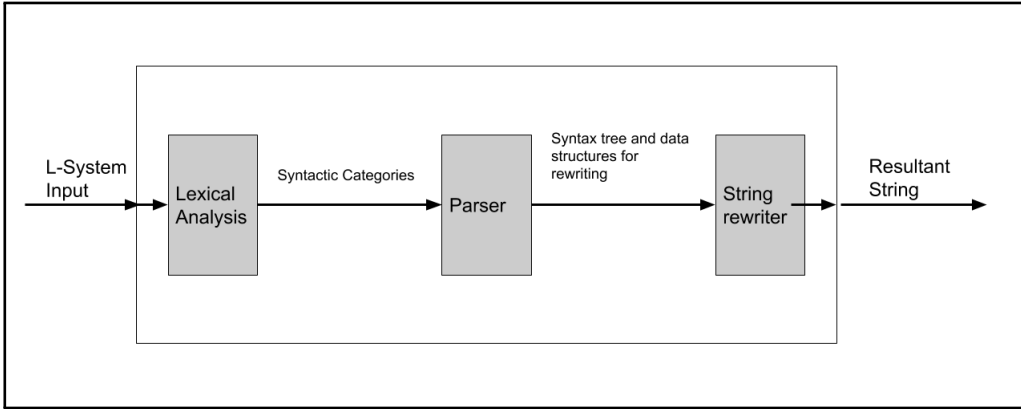 L-System
Input
Lexical
Analysis
Syntactic Categories
Parser
Syntax tree and data
structures for
rewriting
String
rewriter
Resultant
String